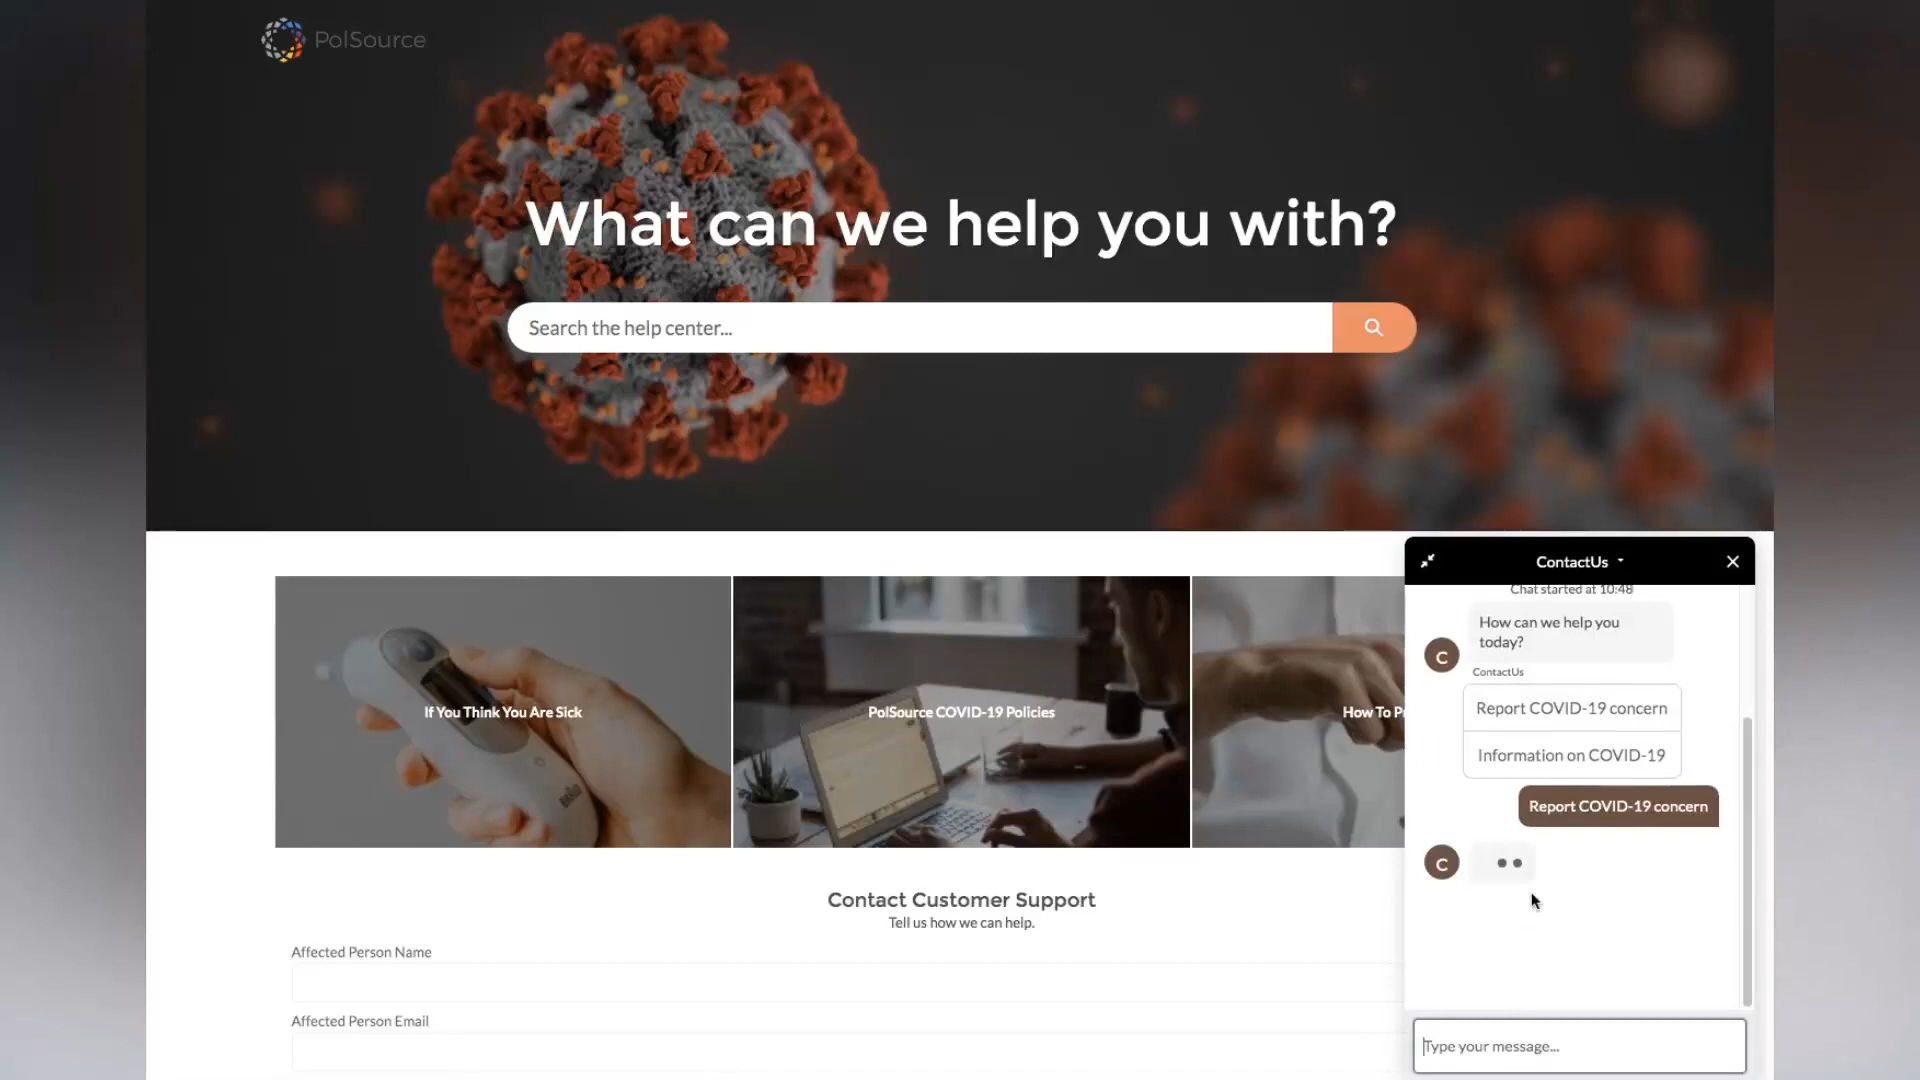 PolSource
What can we help you with?
Search the help center...
If You Think You Are Sick
PolSource COVID-19 Policies
How To
Contact Customer Support
Tell us how we can help.
Affected Person Name
Affected Person Email
ContactUs
Chat started at 10:48
How can we help you
today?
C
ContactUs
Report COVID-19 concern
Information on COVID-19
Report COVID-19 concern
C
Type your message...